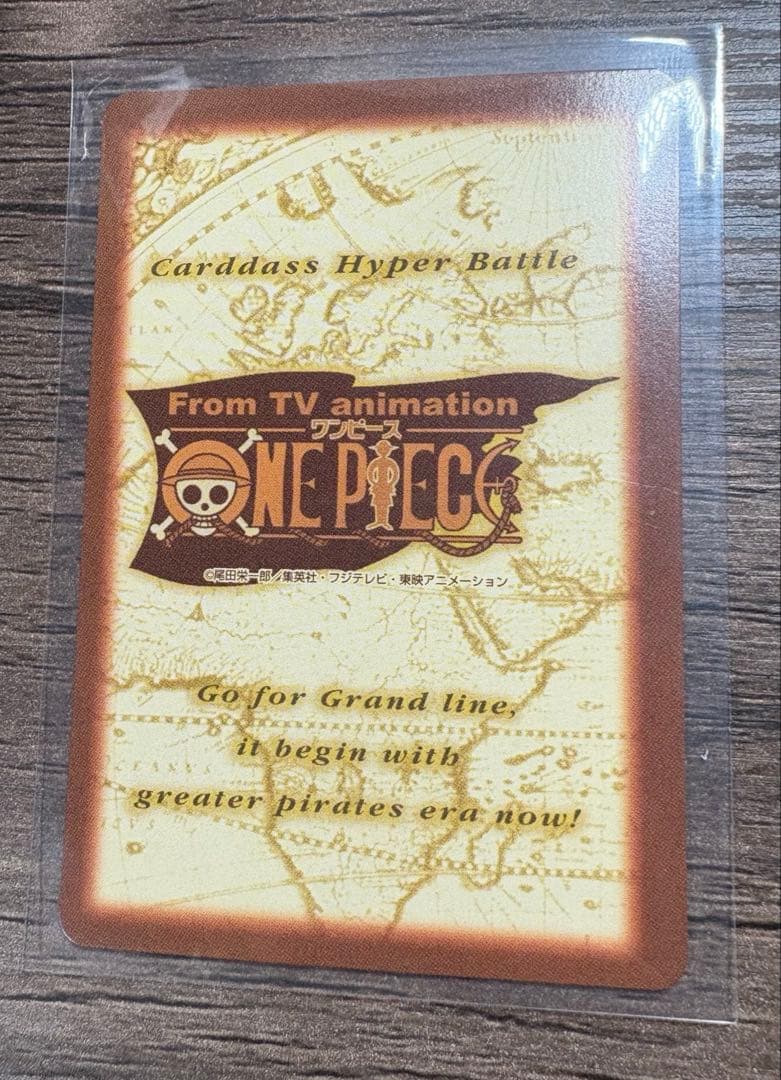 Septentri
Carddass Hyper Battle
From TV animation
ワンピース
ONE PIECE
©尾田栄一郎／集英社・フジテレビ・東映アニメーション
Go for Grand line,
it begin with
greater pirates era now!